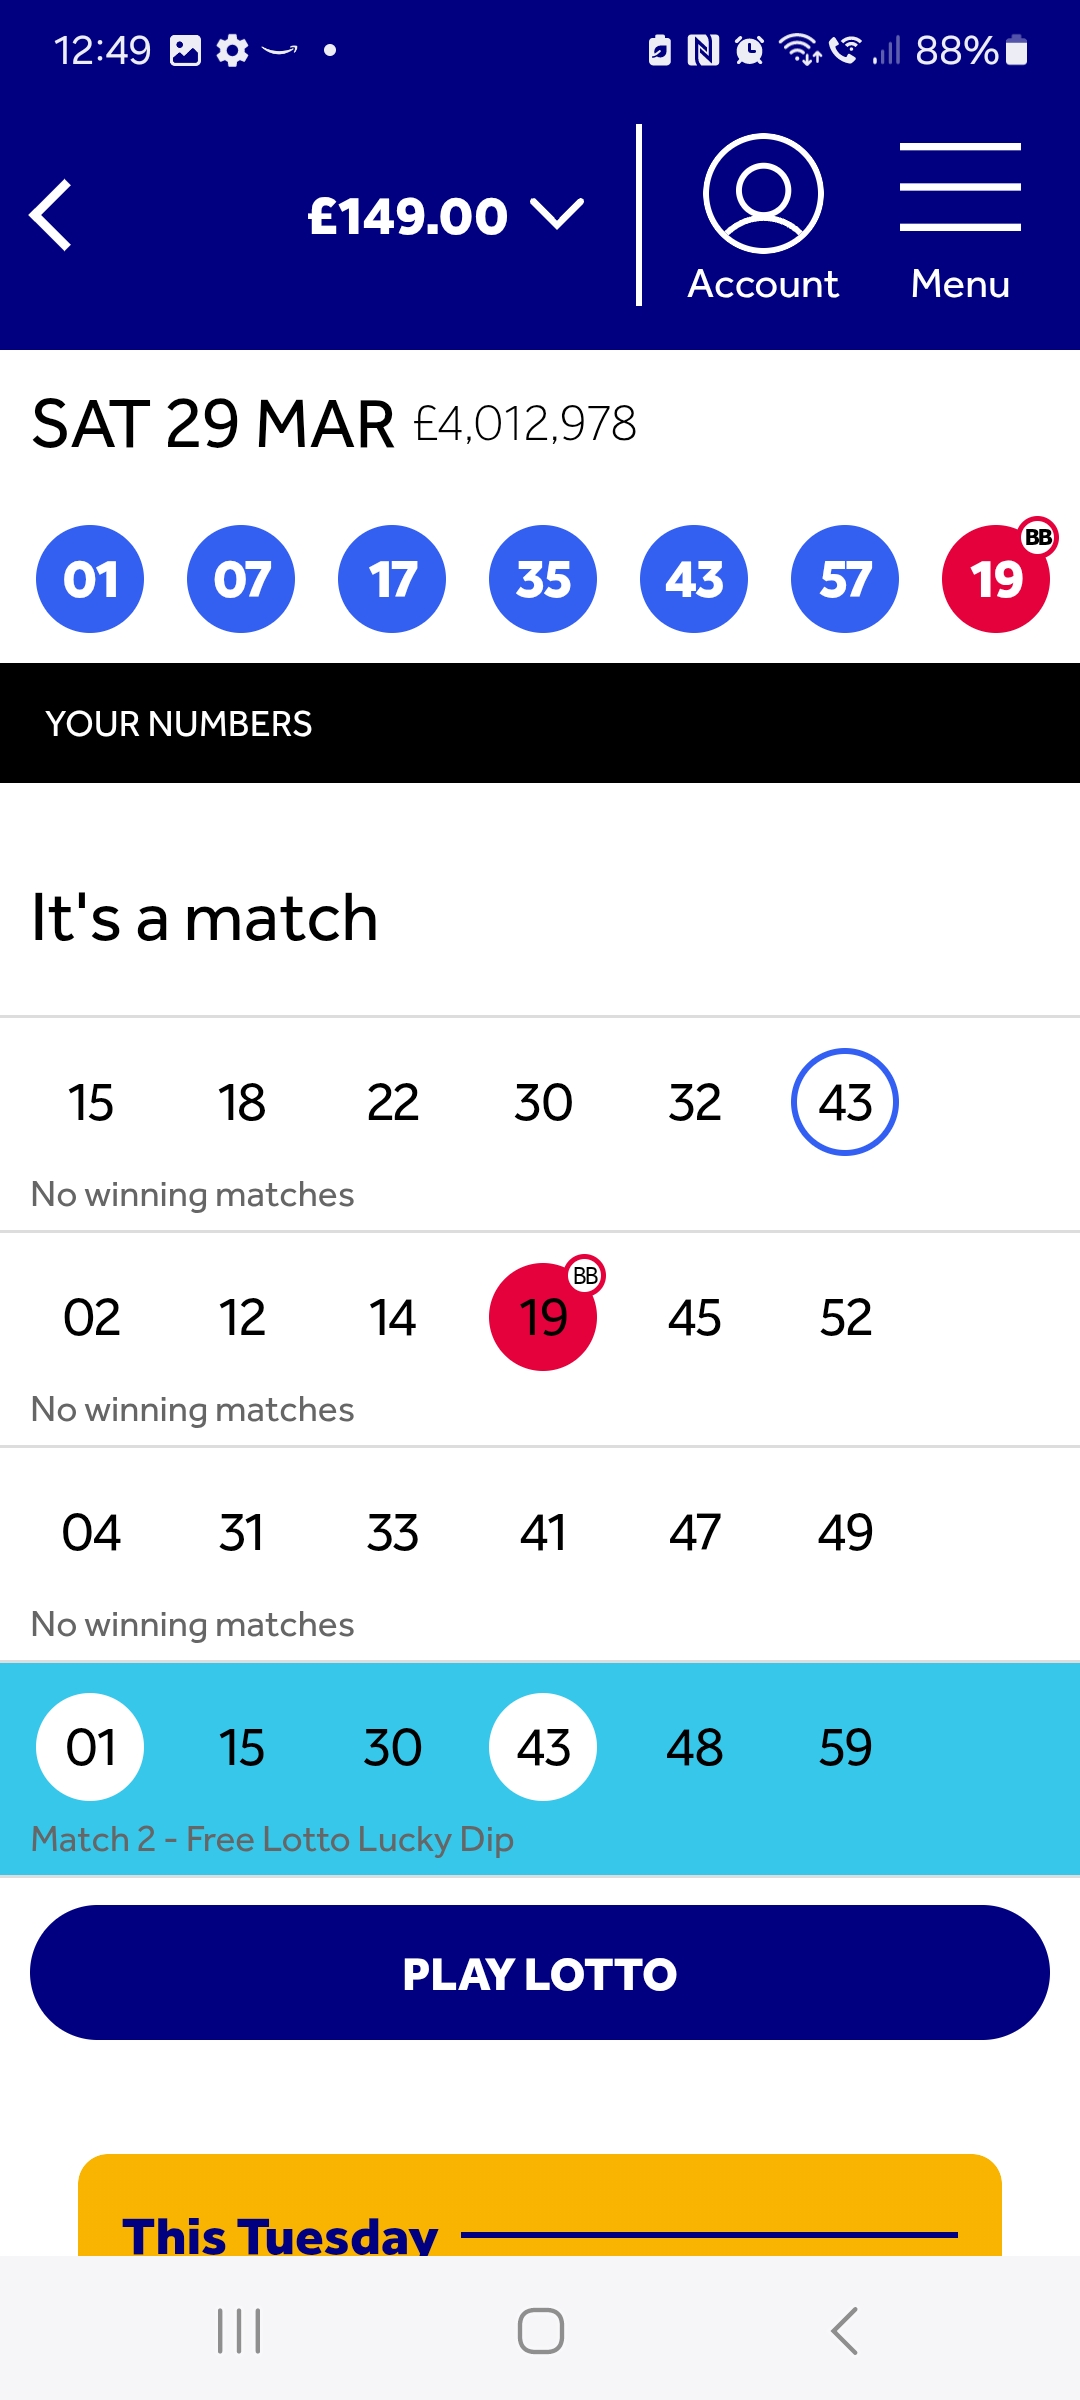 12:49 88%
£149.00
Account Menu
SAT 29 MAR £4,012,978
BB
01 07 17 35 43 57 19
YOUR NUMBERS
It's a match
15 18 22 30 32 43
No winning matches
BB
02 12 14 19 45 52
No winning matches
04 31 33 41 47 49
No winning matches
01 15 30 43 48 59
Match 2 - Free Lotto Lucky Dip
PLAY LOTTO
This Tuesday